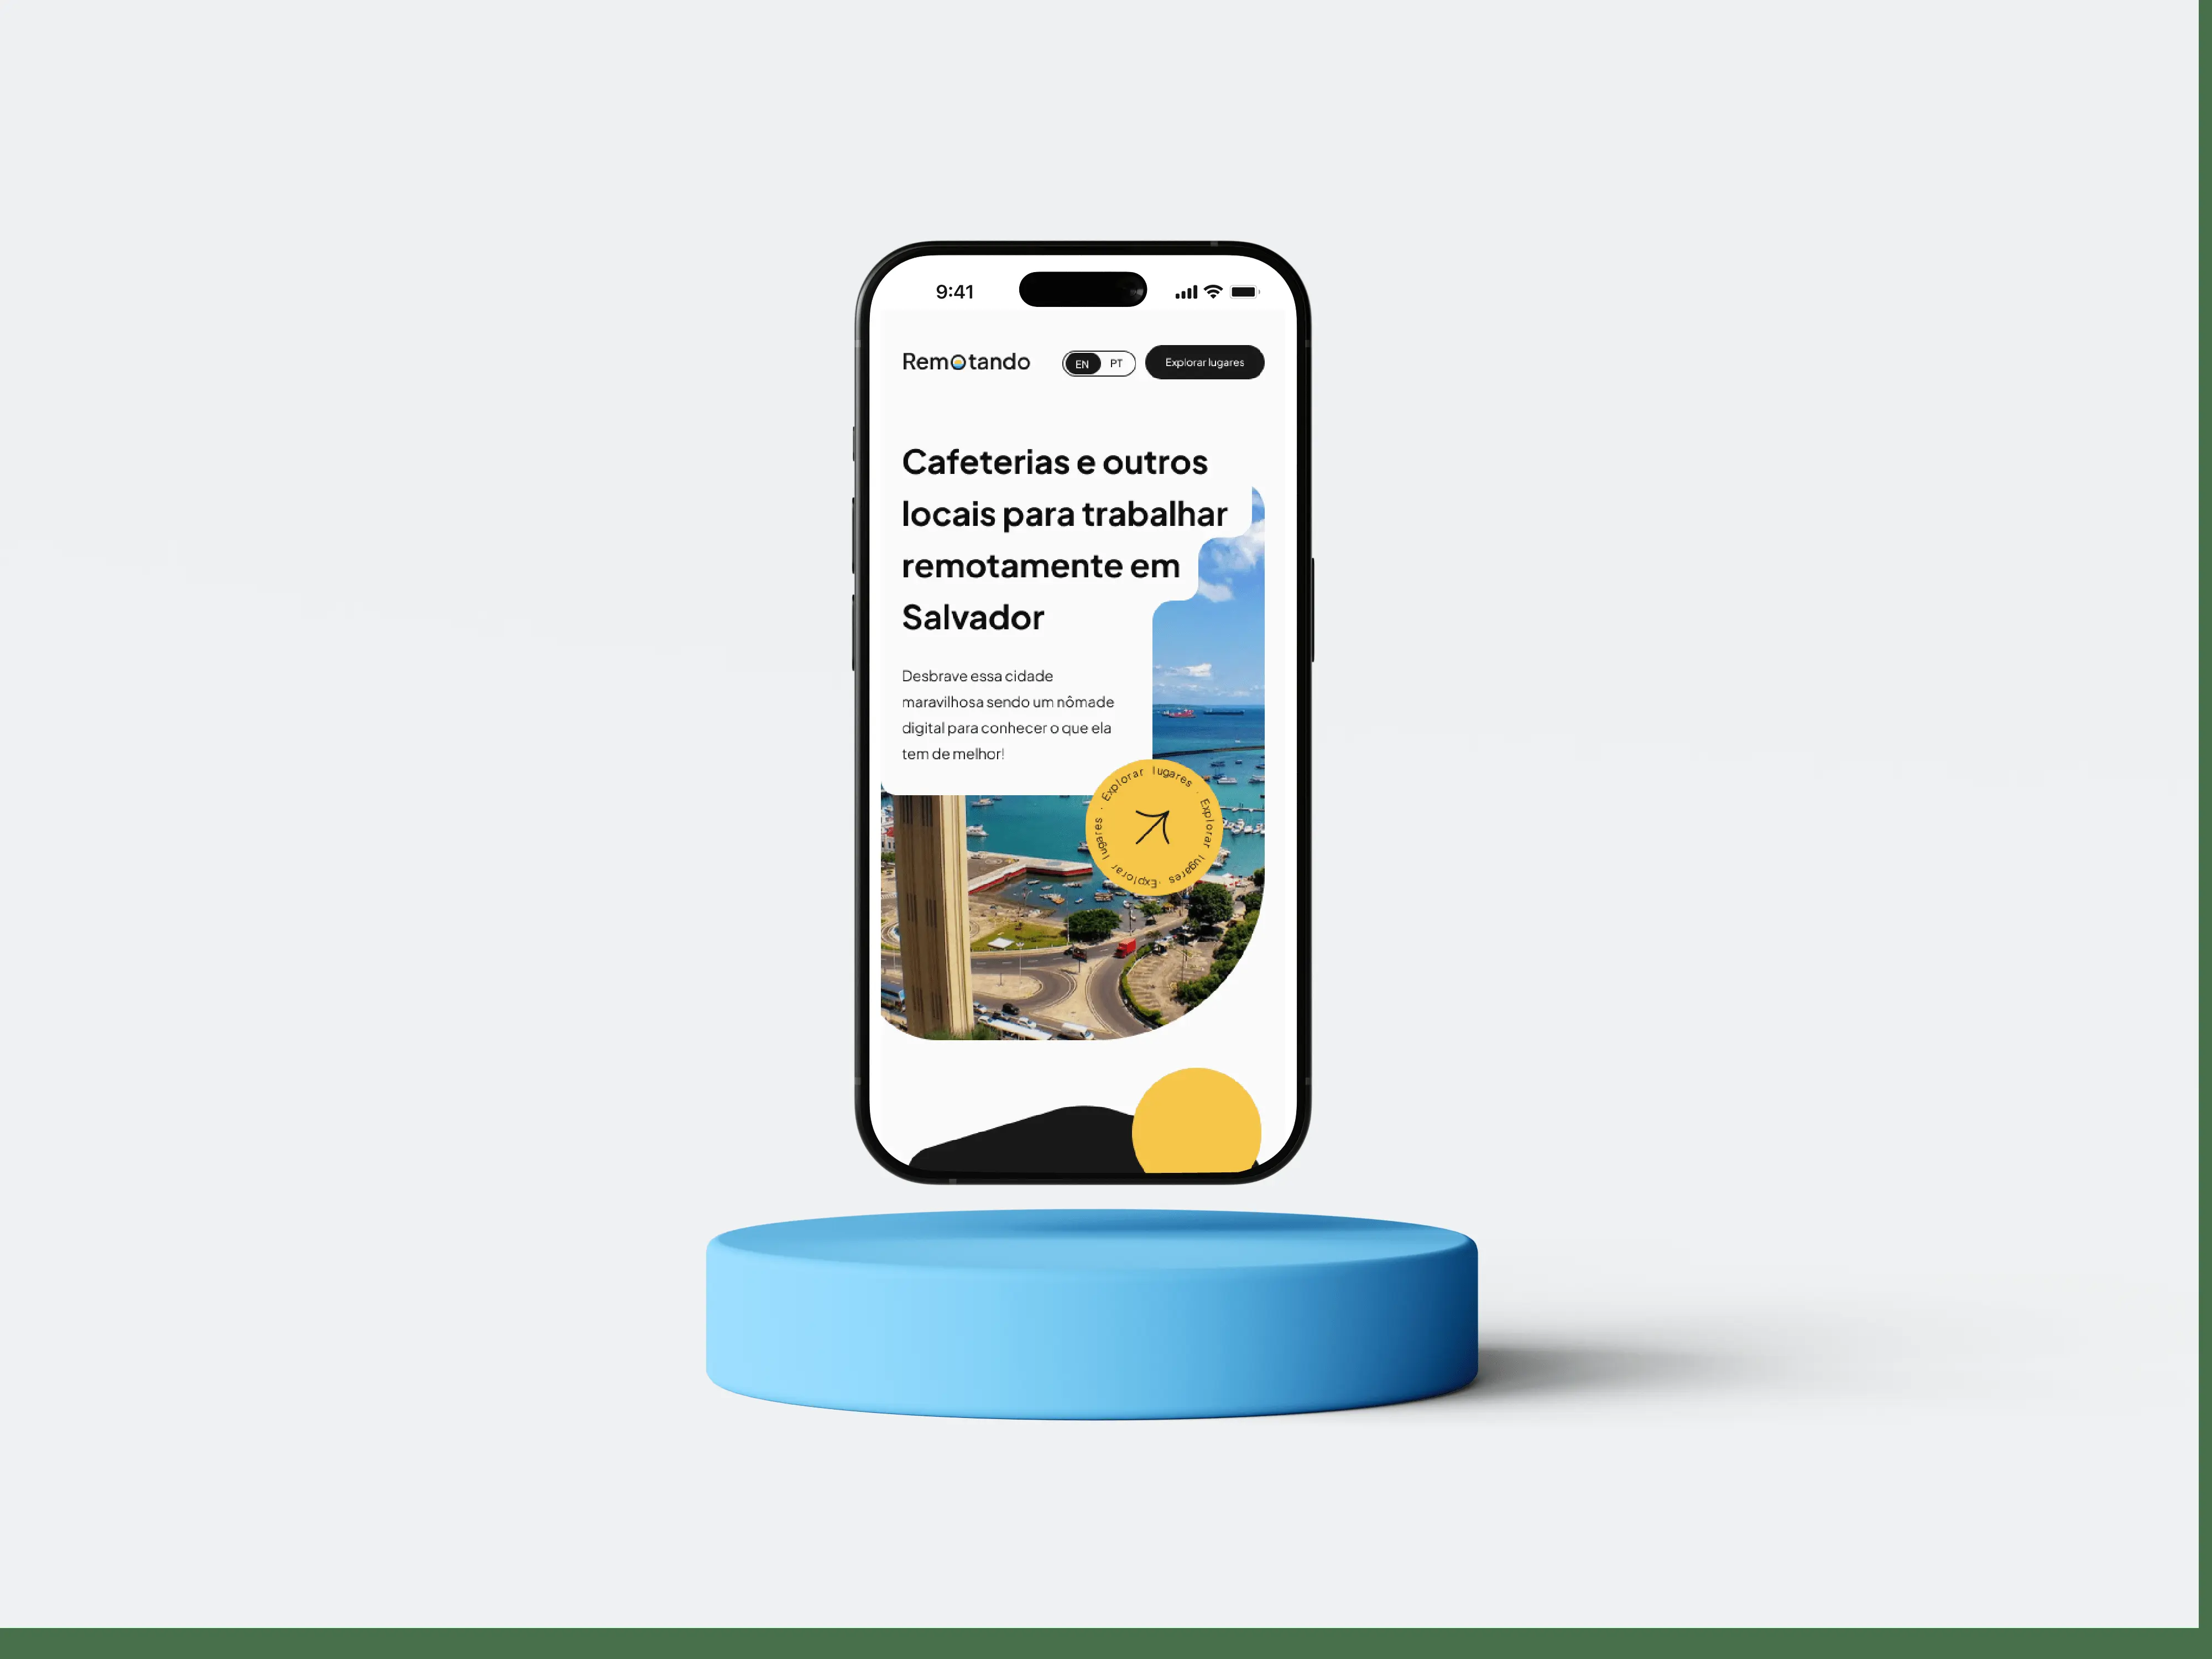 9:41
Remotando
EN PT
Explorar lugares
Cafeterias e outros
locais para trabalhar
remotamente em
Salvador
Desbrave essa cidade
maravilhosa sendo um nômade
digital para conhecer o que ela
tem de melhor!
Explorar lugares · Explorar lugares · Explorar lugares ·